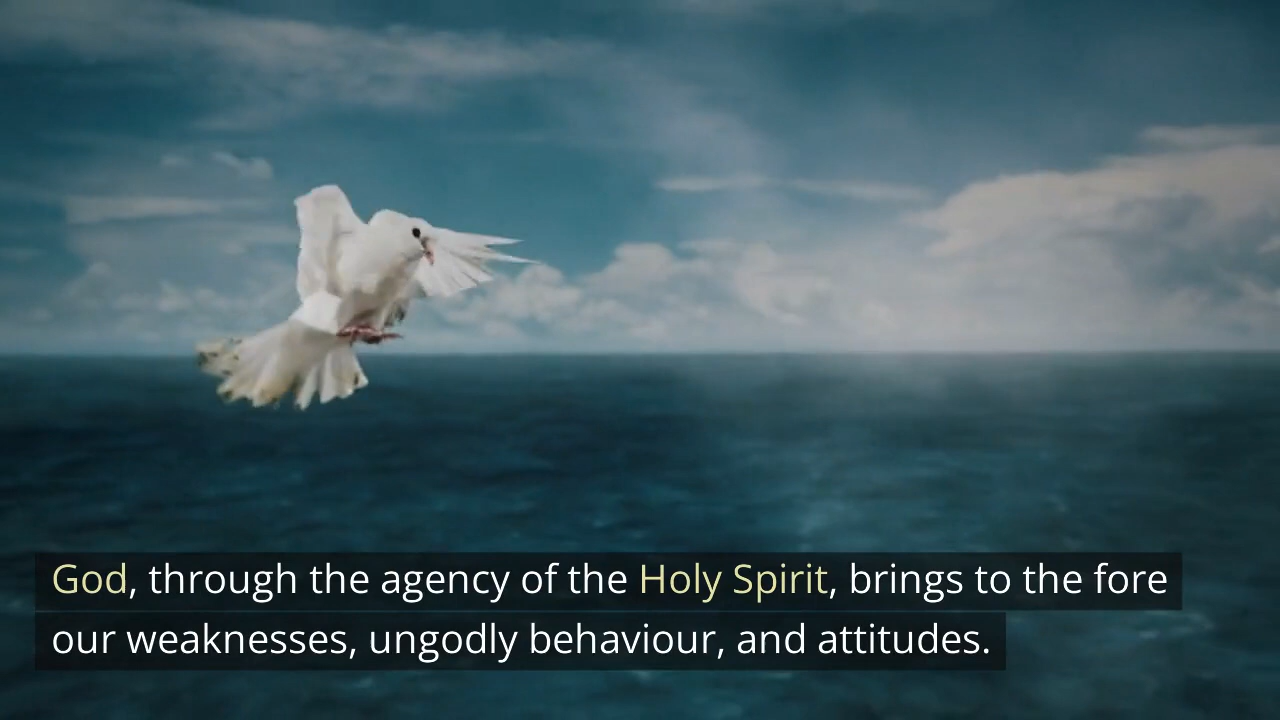 God, through the agency of the Holy Spirit, brings to the fore
our weaknesses, ungodly behaviour, and attitudes.